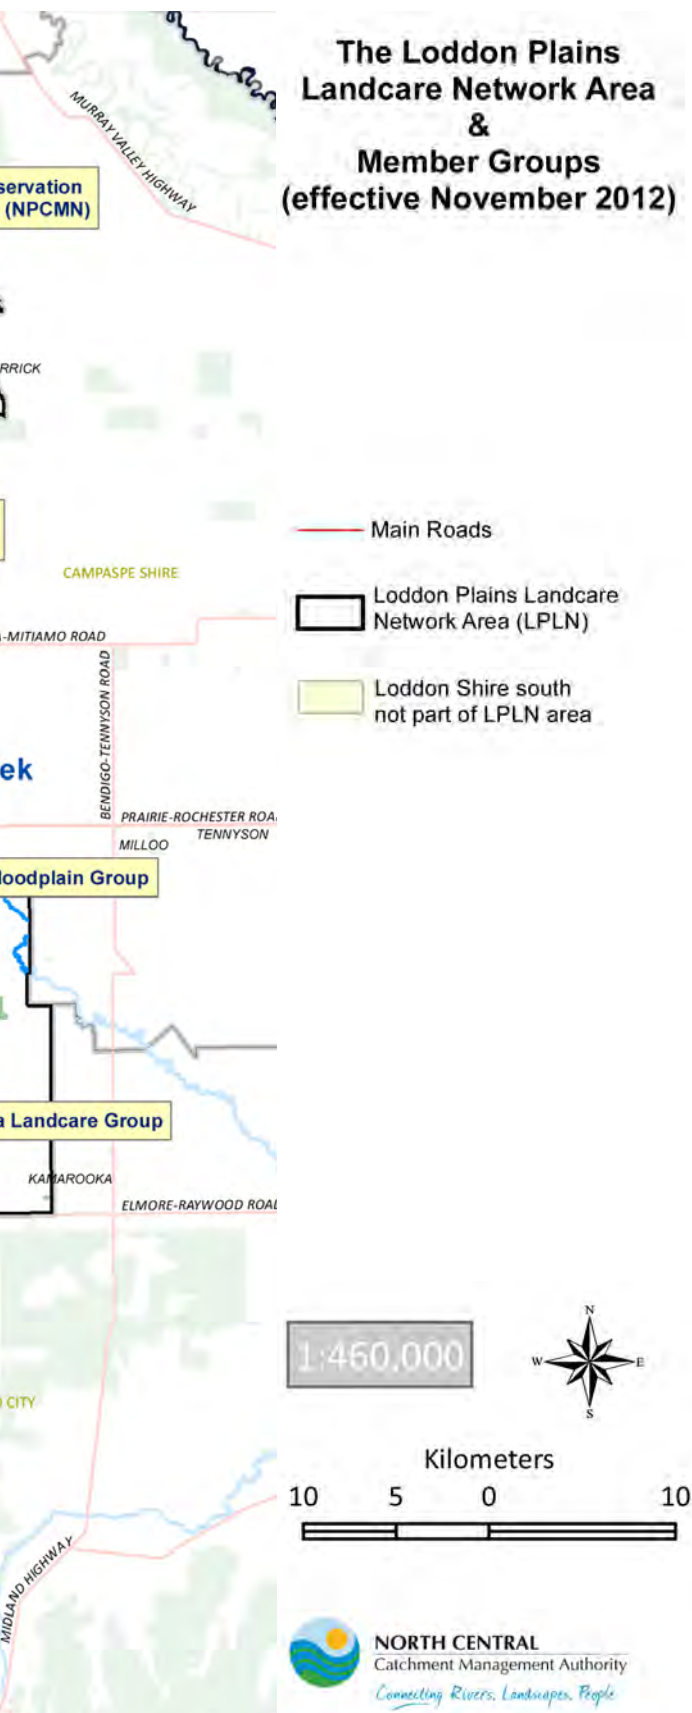 The Loddon Plains
Landcare Network Area
&
Member Groups
(effective November 2012)
MURRAY VALLEY HIGHWAY
servation
(NPCMN)
RRICK
Main Roads
CAMPASPE SHIRE
Loddon Plains Landcare
Network Area (LPLN)
-MITIAMO ROAD
BENDIGO-TENNYSON ROAD
Loddon Shire south
not part of LPLN area
ek
PRAIRIE-ROCHESTER ROA
TENNYSON
MILLOO
loodplain Group
a Landcare Group
KAMAROOKA
ELMORE-RAYWOOD ROAD
N
1:460,000
W
E
S
CITY
Kilometers
10 5 0 10
MIDLAND HIGHWAY
NORTH CENTRAL
Catchment Management Authority
Connecting Rivers, Landscapes, People